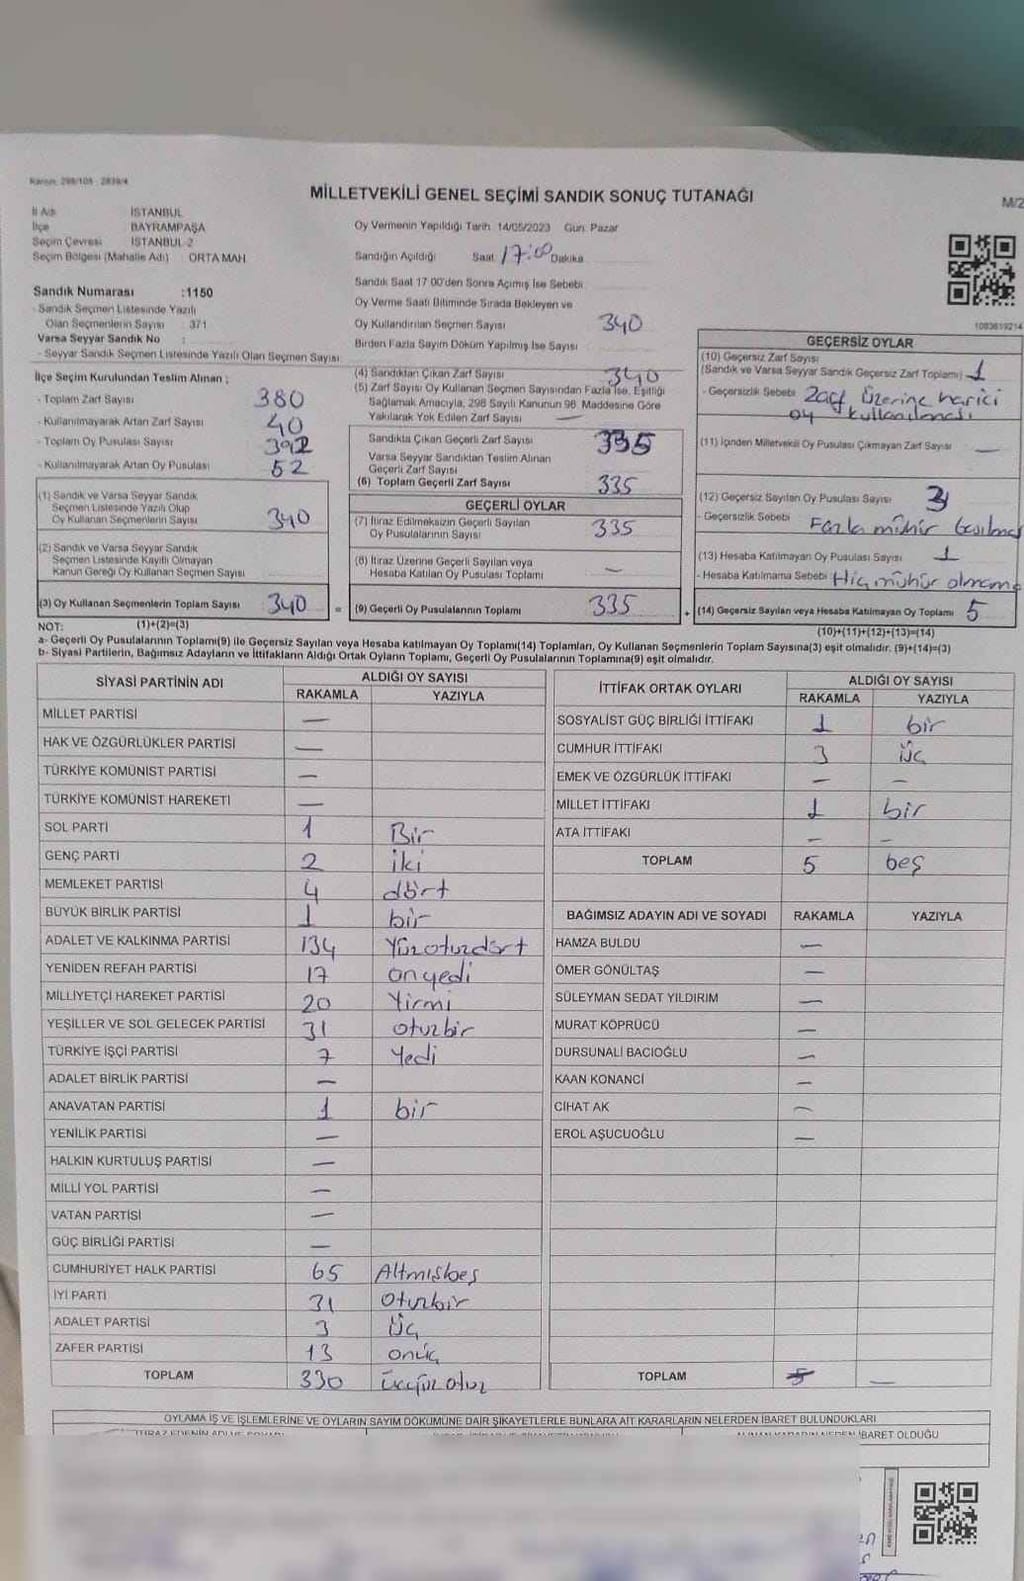 Kanun: 298/105 - 2839/4
MİLLETVEKİLİ GENEL SEÇİMİ SANDIK SONUÇ TUTANAĞI
M/2
İl Adı İSTANBUL
İlçe BAYRAMPAŞA
Seçim Çevresi İSTANBUL-2
Seçim Bölgesi (Mahalle Adı) ORTA MAH
Sandık Numarası :1150
- Sandık Seçmen Listesinde Yazılı
Olan Seçmenlerin Sayısı : 371
Varsa Seyyar Sandık No :
- Seyyar Sandık Seçmen Listesinde Yazılı Olan Seçmen Sayısı
Oy Vermenin Yapıldığı Tarih 14/05/2023 Gün: Pazar
Sandığın Açıldığı Saat 17:00 Dakika
Sandık Saat 17 00'den Sonra Açımış İse Sebebi
Oy Verme Saati Bitiminde Sırada Bekleyen ve
Oy Kullandırılan Seçmen Sayısı 340
Birden Fazla Sayım Döküm Yapılmış İse Sayısı
1083619214
İlçe Seçim Kurulundan Teslim Alınan ;
- Toplam Zarf Sayısı 380
- Kullanılmayarak Artan Zarf Sayısı 40
- Toplam Oy Pusulası Sayısı 392
- Kullanılmayarak Artan Oy Pusulası 52
(1) Sandık ve Varsa Seyyar Sandık
Seçmen Listesinde Yazılı Olup
Oy Kullanan Seçmenlerin Sayısı 340
(2) Sandık ve Varsa Seyyar Sandık
Seçmen Listesinde Kayıtlı Olmayan
Kanun Gereği Oy Kullanan Seçmen Sayısı
(3) Oy Kullanan Seçmenlerin Toplam Sayısı 340 =
(1)+(2)=(3)
(4) Sandıktan Çıkan Zarf Sayısı 340
(5) Zarf Sayısı Oy Kullanan Seçmen Sayısından Fazla İse, Eşitliği
Sağlamak Amacıyla, 298 Sayılı Kanunun 98. Maddesine Göre
Yakılarak Yok Edilen Zarf Sayısı —
Sandıkta Çıkan Geçerli Zarf Sayısı 335
Varsa Seyyar Sandıktan Teslim Alınan
Geçerli Zarf Sayısı
(6) Toplam Geçerli Zarf Sayısı 335
GEÇERLİ OYLAR
(7) İtiraz Edilmeksizin Geçerli Sayılan
Oy Pusulalarının Sayısı 335
(8) İtiraz Üzerine Geçerli Sayılan veya
Hesaba Katılan Oy Pusulası Toplamı —
(9) Geçerli Oy Pusulalarının Toplamı 335 +
GEÇERSİZ OYLAR
(10) Geçersiz Zarf Sayısı
(Sandık ve Varsa Seyyar Sandık Geçersiz Zarf Toplamı) 1
- Geçersizlik Sebebi Zarf üzerine harici
oy kullanılması
(11) İçinden Milletvekili Oy Pusulası Çıkmayan Zarf Sayısı —
(12) Geçersiz Sayılan Oy Pusulası Sayısı 3
- Geçersizlik Sebebi Fazla mühür basılması
(13) Hesaba Katılmayan Oy Pusulası Sayısı 1
- Hesaba Katılmama Sebebi Hiç mühür olmama
(14) Geçersiz Sayılan veya Hesaba Katılmayan Oy Toplamı 5
(10)+(11)+(12)+(13)=(14)
NOT:
a- Geçerli Oy Pusulalarının Toplamı(9) ile Geçersiz Sayılan veya Hesaba katılmayan Oy Toplamı(14) Toplamları, Oy Kullanan Seçmenlerin Toplam Sayısına(3) eşit olmalıdır. (9)+(14)=(3)
b- Siyasi Partilerin, Bağımsız Adayların ve İttifakların Aldığı Ortak Oyların Toplamı, Geçerli Oy Pusulalarının Toplamına(9) eşit olmalıdır.
SİYASİ PARTİNİN ADI ALDIĞI OY SAYISI
RAKAMLA YAZIYLA
MİLLET PARTİSİ —
HAK VE ÖZGÜRLÜKLER PARTİSİ —
TÜRKİYE KOMÜNİST PARTİSİ —
TÜRKİYE KOMÜNİST HAREKETİ —
SOL PARTİ 1 Bir
GENÇ PARTİ 2 iki
MEMLEKET PARTİSİ 4 dört
BÜYÜK BİRLİK PARTİSİ 1 bir
ADALET VE KALKINMA PARTİSİ 134 Yüzotuzdört
YENİDEN REFAH PARTİSİ 17 onyedi
MİLLİYETÇİ HAREKET PARTİSİ 20 Yirmi
YEŞİLLER VE SOL GELECEK PARTİSİ 31 otuzbir
TÜRKİYE İŞÇİ PARTİSİ 7 Yedi
ADALET BİRLİK PARTİSİ —
ANAVATAN PARTİSİ 1 bir
YENİLİK PARTİSİ —
HALKIN KURTULUŞ PARTİSİ —
MİLLİ YOL PARTİSİ —
VATAN PARTİSİ —
GÜÇ BİRLİĞİ PARTİSİ —
CUMHURİYET HALK PARTİSİ 65 Altmışbeş
İYİ PARTİ 31 Otuzbir
ADALET PARTİSİ 3 üç
ZAFER PARTİSİ 13 onüç
TOPLAM 330 üçyüzotuz
İTTİFAK ORTAK OYLARI ALDIĞI OY SAYISI
RAKAMLA YAZIYLA
SOSYALİST GÜÇ BİRLİĞİ İTTİFAKI 1 bir
CUMHUR İTTİFAKI 3 üç
EMEK VE ÖZGÜRLÜK İTTİFAKI — —
MİLLET İTTİFAKI 1 bir
ATA İTTİFAKI — —
TOPLAM 5 beş
BAĞIMSIZ ADAYIN ADI VE SOYADI RAKAMLA YAZIYLA
HAMZA BULDU —
ÖMER GÖNÜLTAŞ —
SÜLEYMAN SEDAT YILDIRIM —
MURAT KÖPRÜCÜ —
DURSUNALİ BACIOĞLU —
KAAN KONANCİ —
CİHAT AK —
EROL AŞUCUOĞLU —
TOPLAM 5 —
OYLAMA İŞ VE İŞLEMLERİNE VE OYLARIN SAYIM DÖKÜMÜNE DAİR ŞİKAYETLERLE BUNLARA AİT KARARLARIN NELERDEN İBARET BULUNDUKLARI
İBARET OLDUĞU